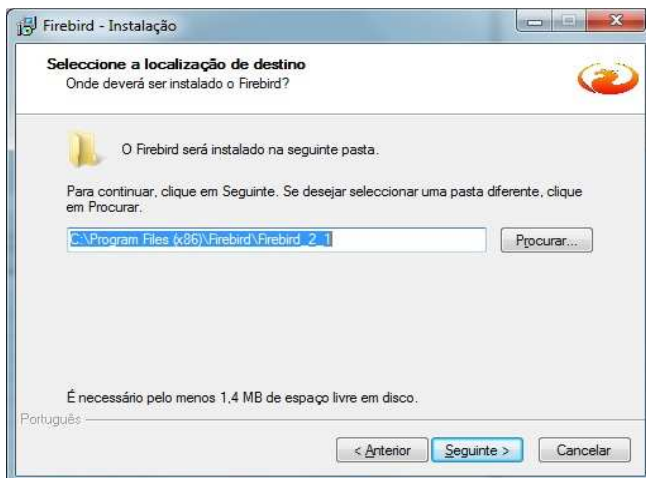 Firebird - Instalação
Seleccione a localização de destino
Onde deverá ser instalado o Firebird?
O Firebird será instalado na seguinte pasta.
Para continuar, clique em Seguinte. Se desejar seleccionar uma pasta diferente, clique
em Procurar.
C:\Program Files (x86)\Firebird\Firebird_2_1
Procurar...
É necessário pelo menos 1,4 MB de espaço livre em disco.
Português
< Anterior Seguinte > Cancelar